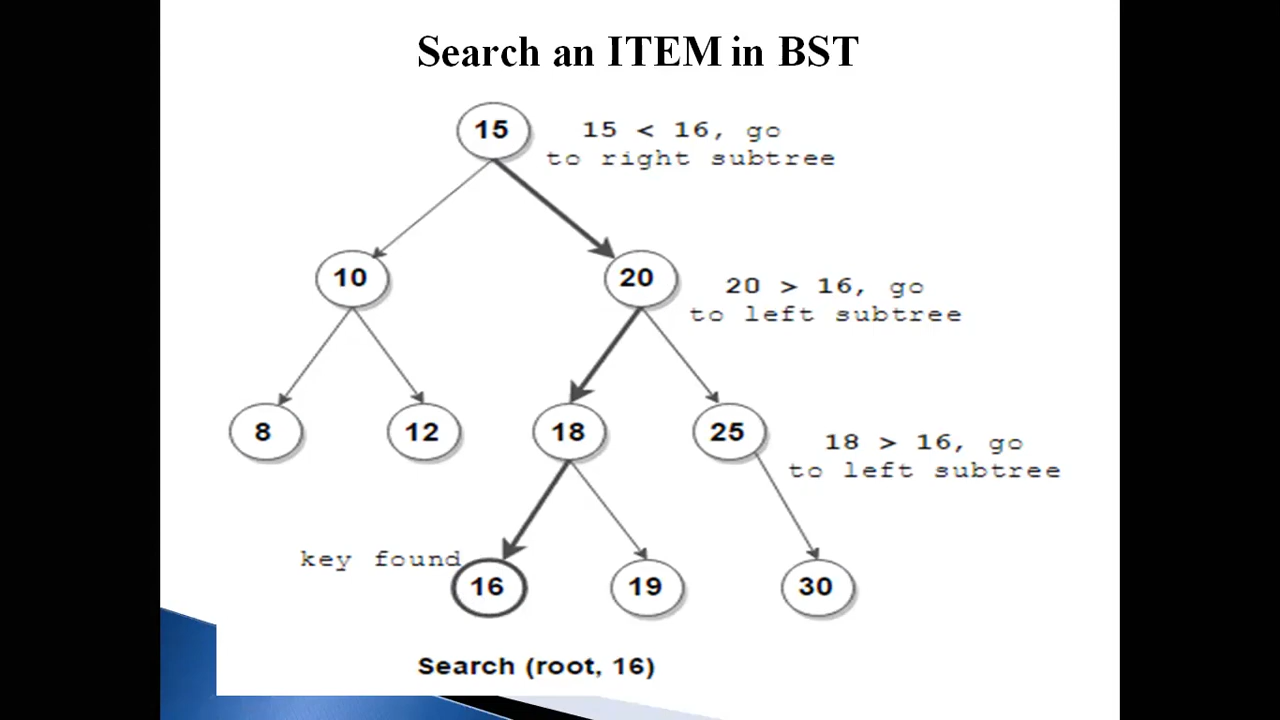 Search an ITEM in BST
15
15 < 16, go
to right subtree
10
20
20 > 16, go
to left subtree
8
12
18
25
18 > 16, go
to left subtree
key found
16
19
30
Search (root, 16)